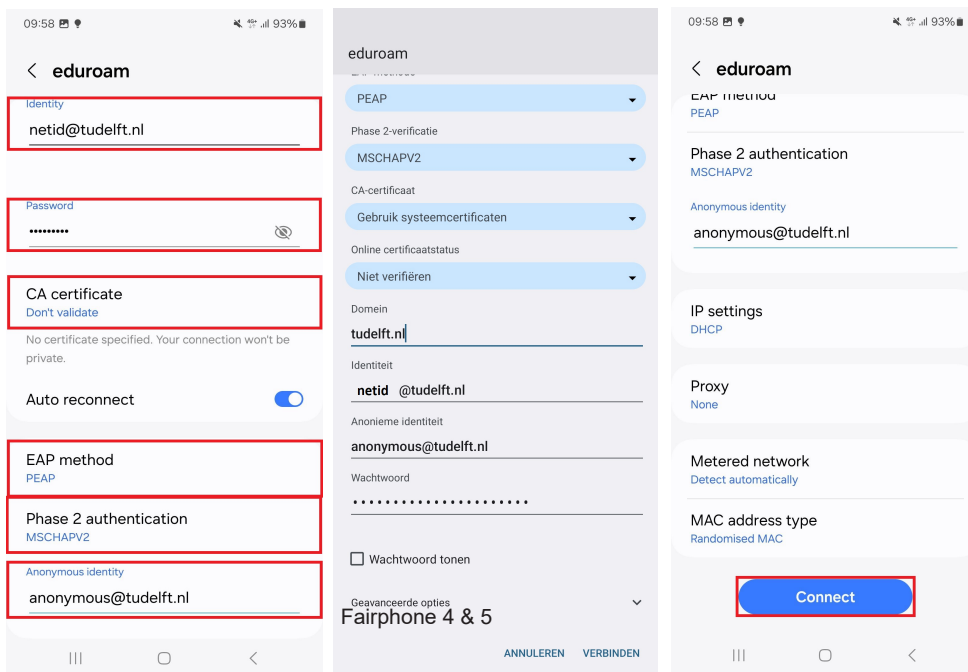 09:58 4G+ 93%
eduroam
Identity
netid@tudelft.nl
Password
•••••••••
CA certificate
Don't validate
No certificate specified. Your connection won't be
private.
Auto reconnect
EAP method
PEAP
Phase 2 authentication
MSCHAPV2
Anonymous identity
anonymous@tudelft.nl
eduroam
PEAP
Phase 2-verificatie
MSCHAPV2
CA-certificaat
Gebruik systeemcertificaten
Online certificaatstatus
Niet verifiëren
Domein
tudelft.nl
Identiteit
netid @tudelft.nl
Anonieme identiteit
anonymous@tudelft.nl
Wachtwoord
••••••••••••••••••••••
Wachtwoord tonen
Geavanceerde opties
Fairphone 4 & 5
ANNULEREN VERBINDEN
09:58 4G+ 93%
eduroam
EAP method
PEAP
Phase 2 authentication
MSCHAPV2
Anonymous identity
anonymous@tudelft.nl
IP settings
DHCP
Proxy
None
Metered network
Detect automatically
MAC address type
Randomised MAC
Connect